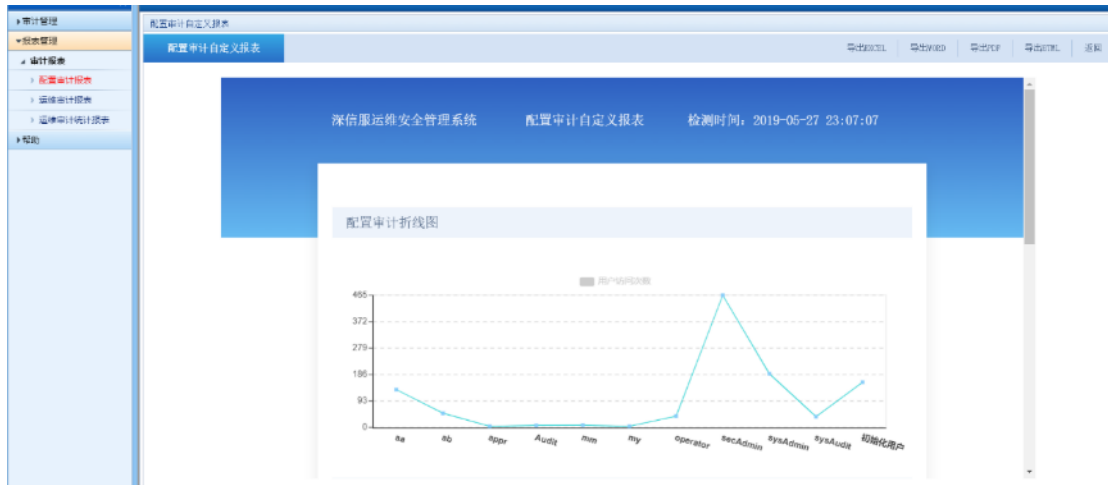 审计管理
报表管理
审计报表
配置审计报表
运维审计报表
运维审计统计报表
帮助
配置审计自定义报表
配置审计自定义报表
导出EXCEL 导出WORD 导出PDF 导出HTML 返回
深信服运维安全管理系统 配置审计自定义报表 检测时间：2019-05-27 23:07:07
配置审计折线图
用户访问次数
465
372
279
186
93
0
sa sb appr Audit mm my operator secAdmin sysAdmin sysAudit 初始化用户